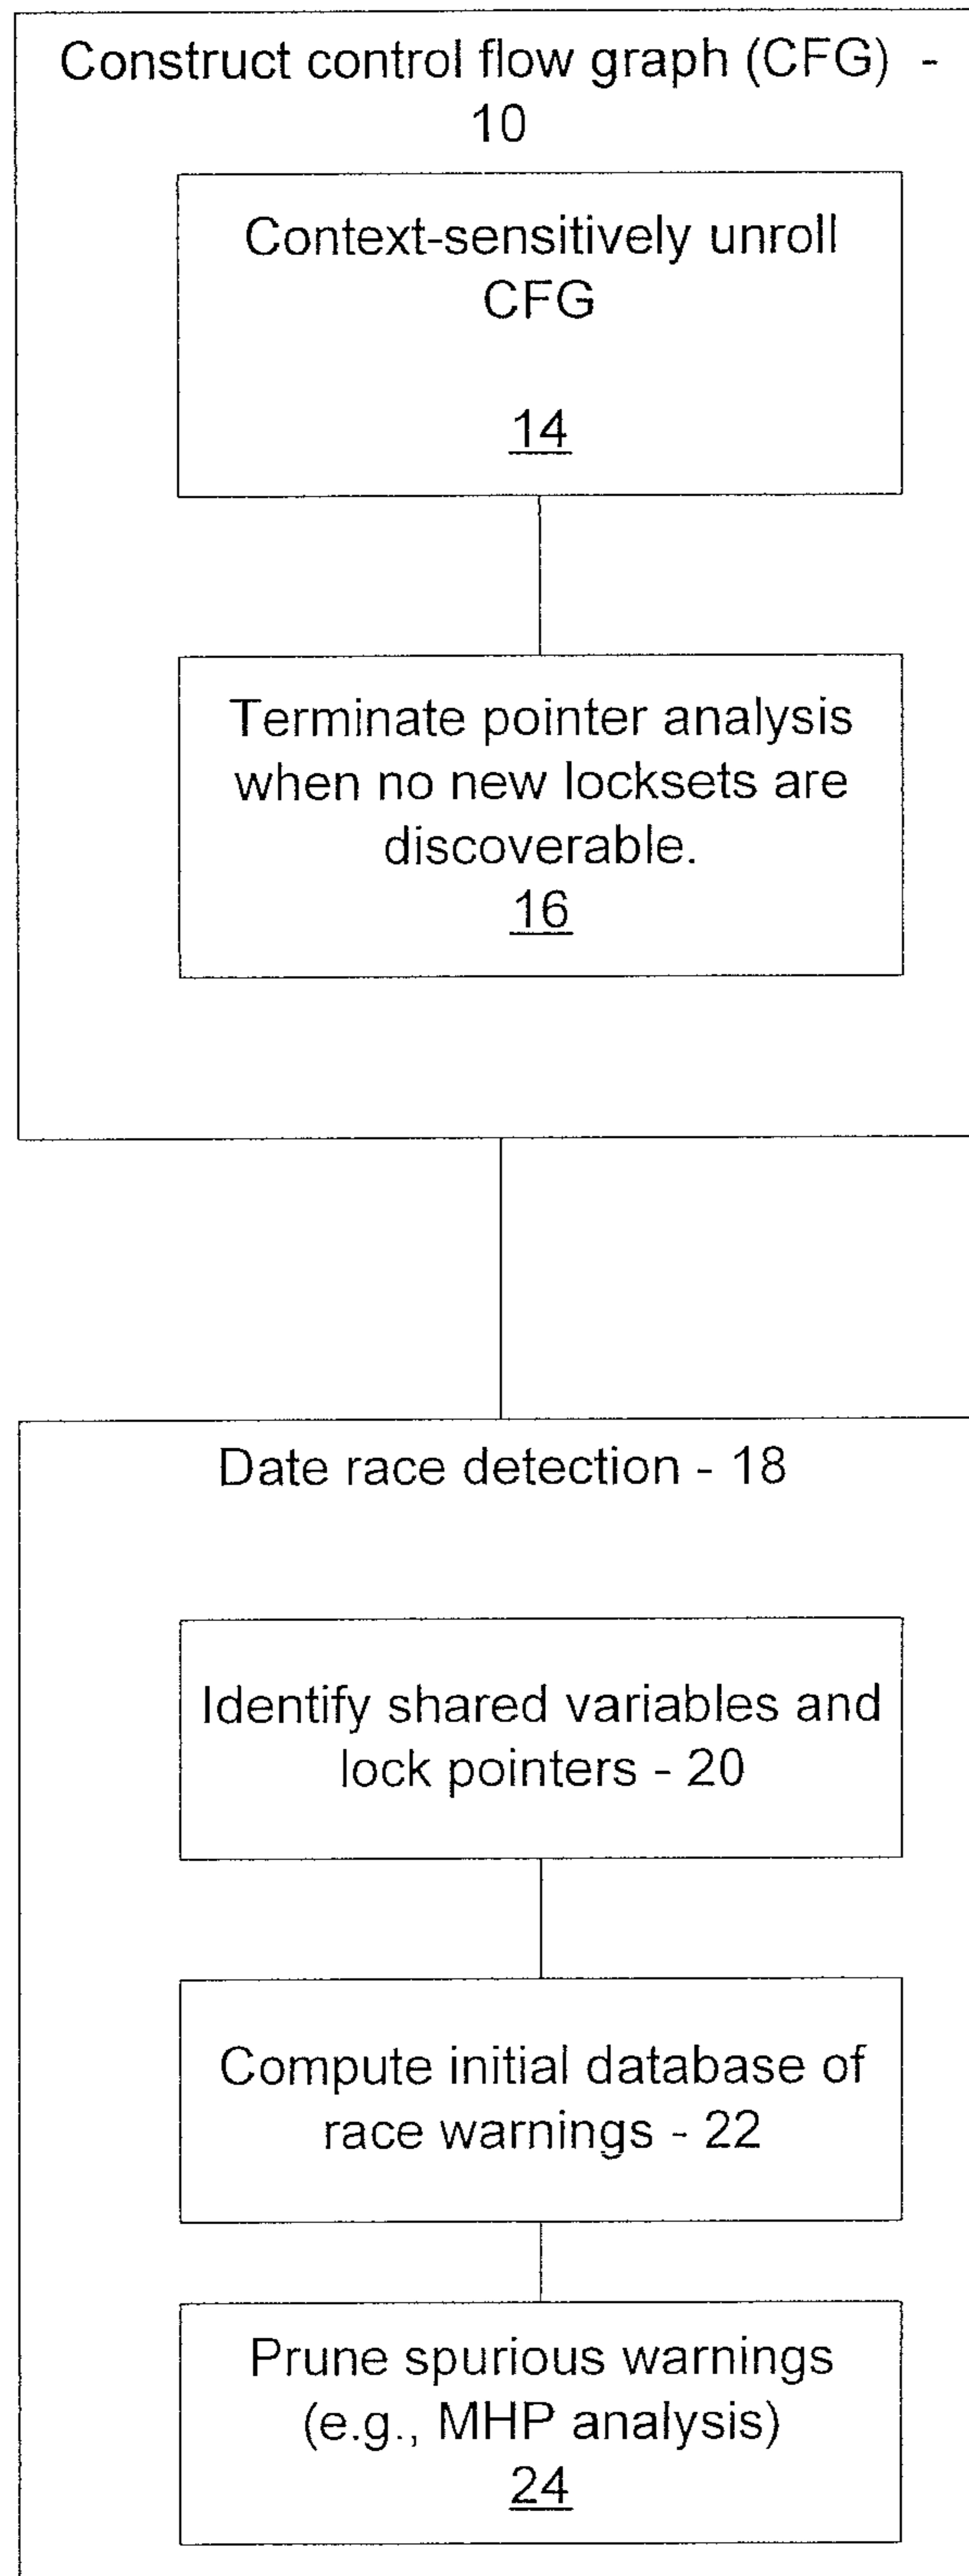 Construct control flow graph (CFG) -
10
Context-sensitively unroll
CFG
14
Terminate pointer analysis
when no new locksets are
discoverable.
16
Date race detection - 18
Identify shared variables and
lock pointers - 20
Compute initial database of
race warnings - 22
Prune spurious warnings
(e.g., MHP analysis)
24